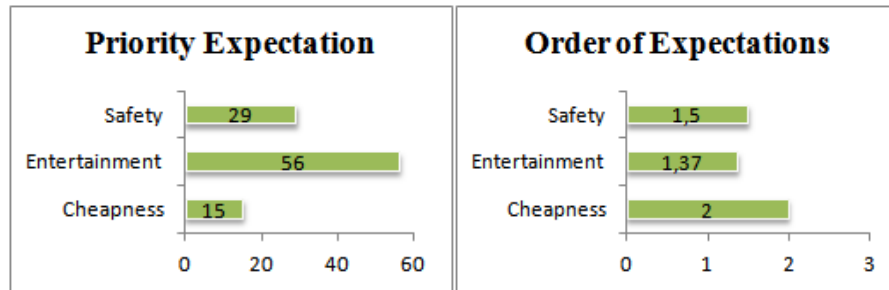 Priority Expectation
Safety 29
Entertainment 56
Cheapness 15
0 20 40 60
Order of Expectations
Safety 1,5
Entertainment 1,37
Cheapness 2
0 1 2 3